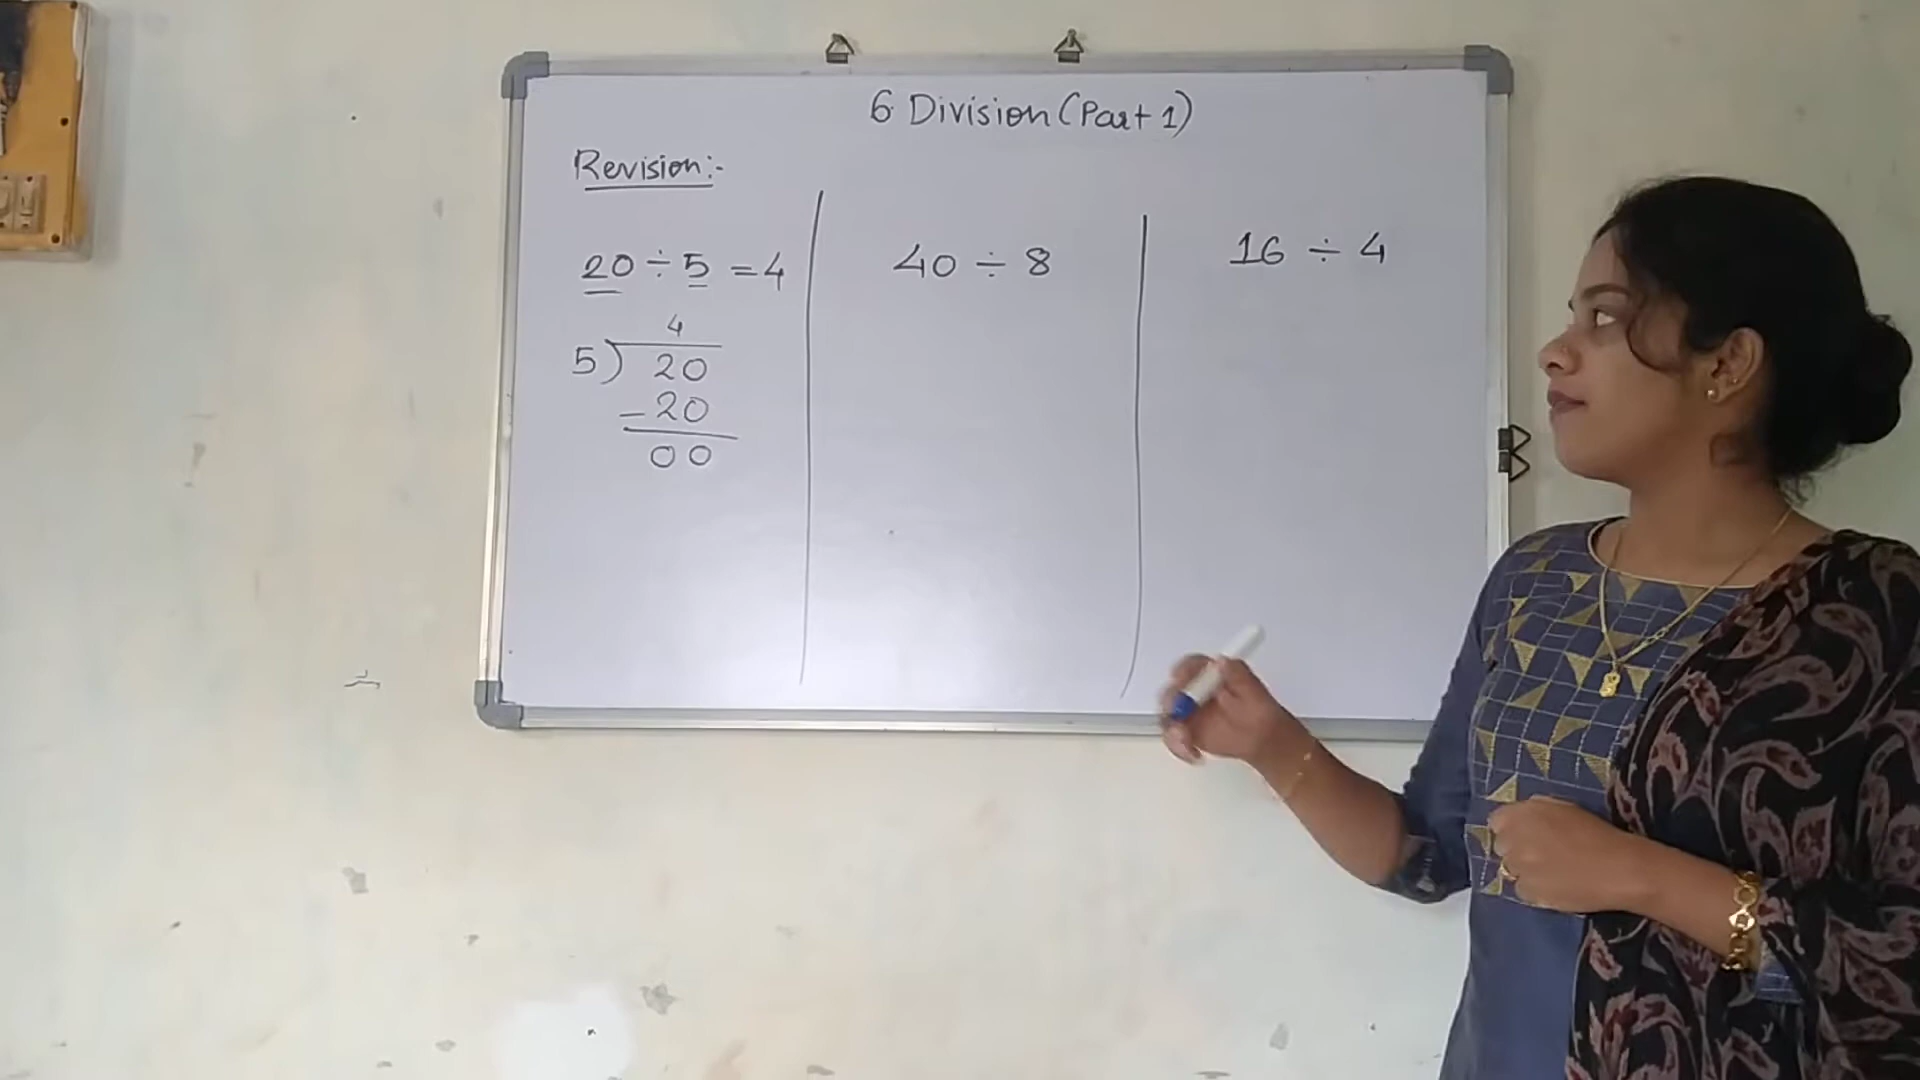 6 Division (Part 1)
Revision:-
20 ÷ 5 = 4
4
5) 20
- 20
00
40 ÷ 8
16 ÷ 4